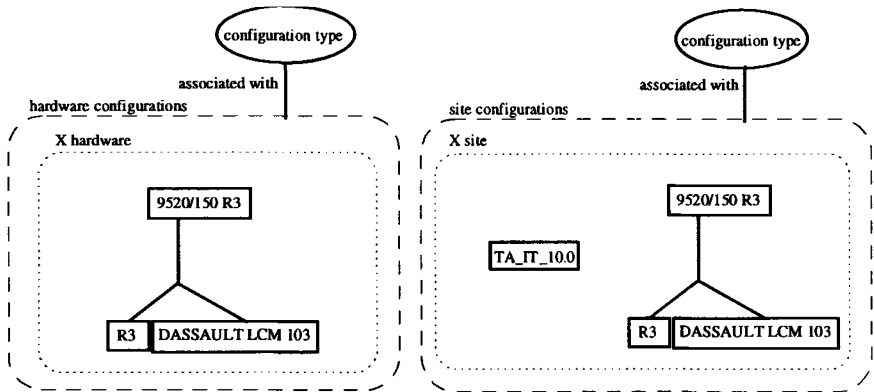 configuration type
associated with
hardware configurations
X hardware
9520/150 R3
R3
DASSAULT LCM 103
configuration type
associated with
site configurations
X site
9520/150 R3
TA_IT_10.0
R3
DASSAULT LCM 103